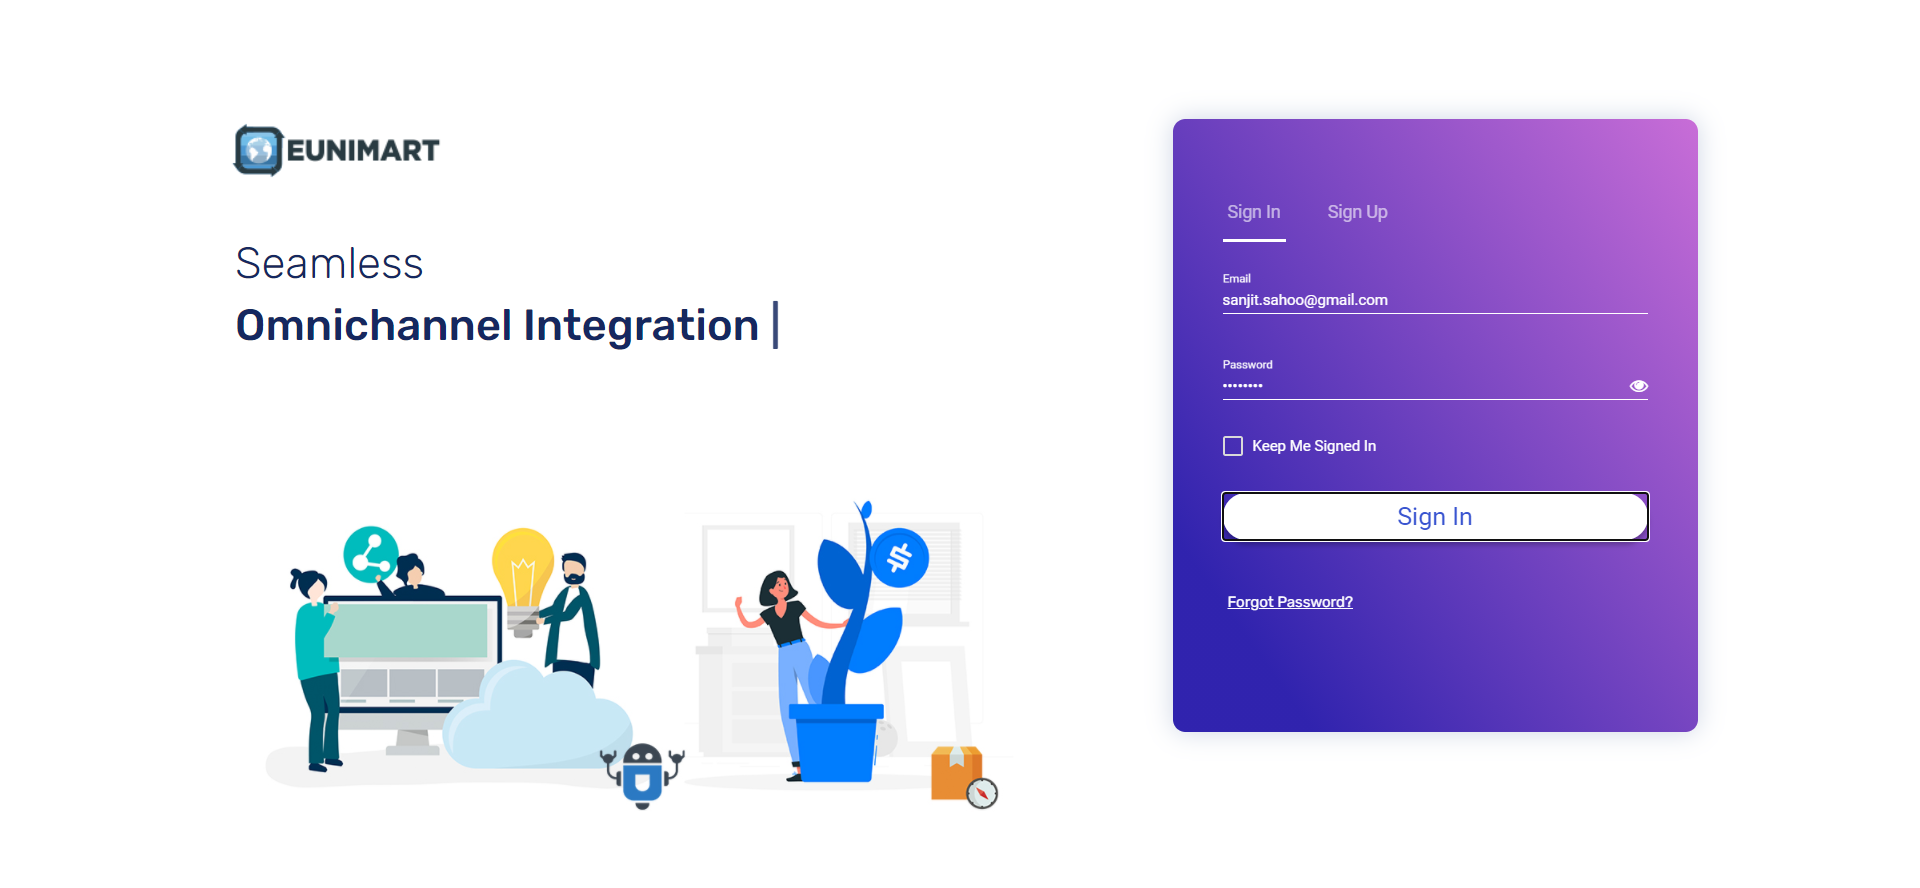 EUNIMART
Seamless
Omnichannel Integration
Sign In
Sign Up
Email
sanjit.sahoo@gmail.com
Password
••••••••
Keep Me Signed In
Sign In
Forgot Password?